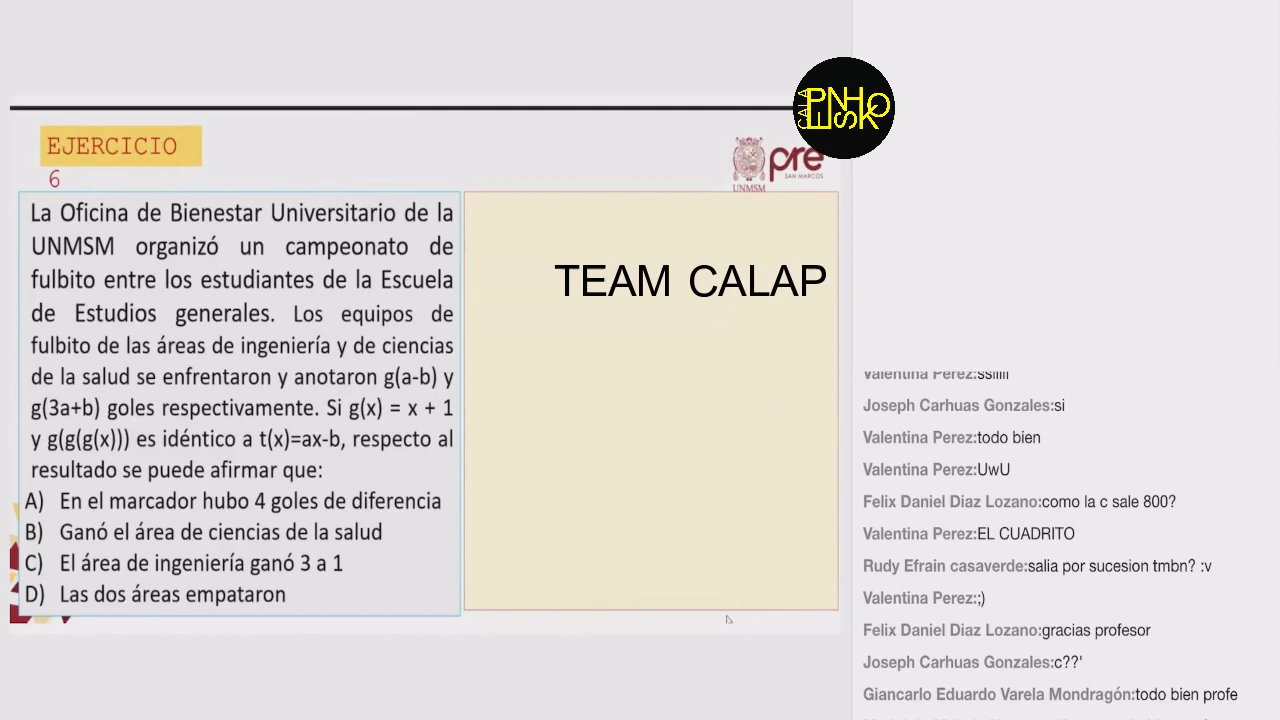 EJERCICIO
6
pre
SAN MARCOS
UNMSM
La Oficina de Bienestar Universitario de la
UNMSM organizó un campeonato de
fulbito entre los estudiantes de la Escuela
de Estudios generales. Los equipos de
fulbito de las áreas de ingeniería y de ciencias
de la salud se enfrentaron y anotaron g(a-b) y
g(3a+b) goles respectivamente. Si g(x) = x + 1
y g(g(g(x))) es idéntico a t(x)=ax-b, respecto al
resultado se puede afirmar que:
A) En el marcador hubo 4 goles de diferencia
B) Ganó el área de ciencias de la salud
C) El área de ingeniería ganó 3 a 1
D) Las dos áreas empataron
TEAM CALAP
Valentina Perez:ssiiiii
Joseph Carhuas Gonzales:si
Valentina Perez:todo bien
Valentina Perez:UwU
Felix Daniel Diaz Lozano:como la c sale 800?
Valentina Perez:EL CUADRITO
Rudy Efrain casaverde:salia por sucesion tmbn? :v
Valentina Perez:;)
Felix Daniel Diaz Lozano:gracias profesor
Joseph Carhuas Gonzales:c??'
Giancarlo Eduardo Varela Mondragón:todo bien profe